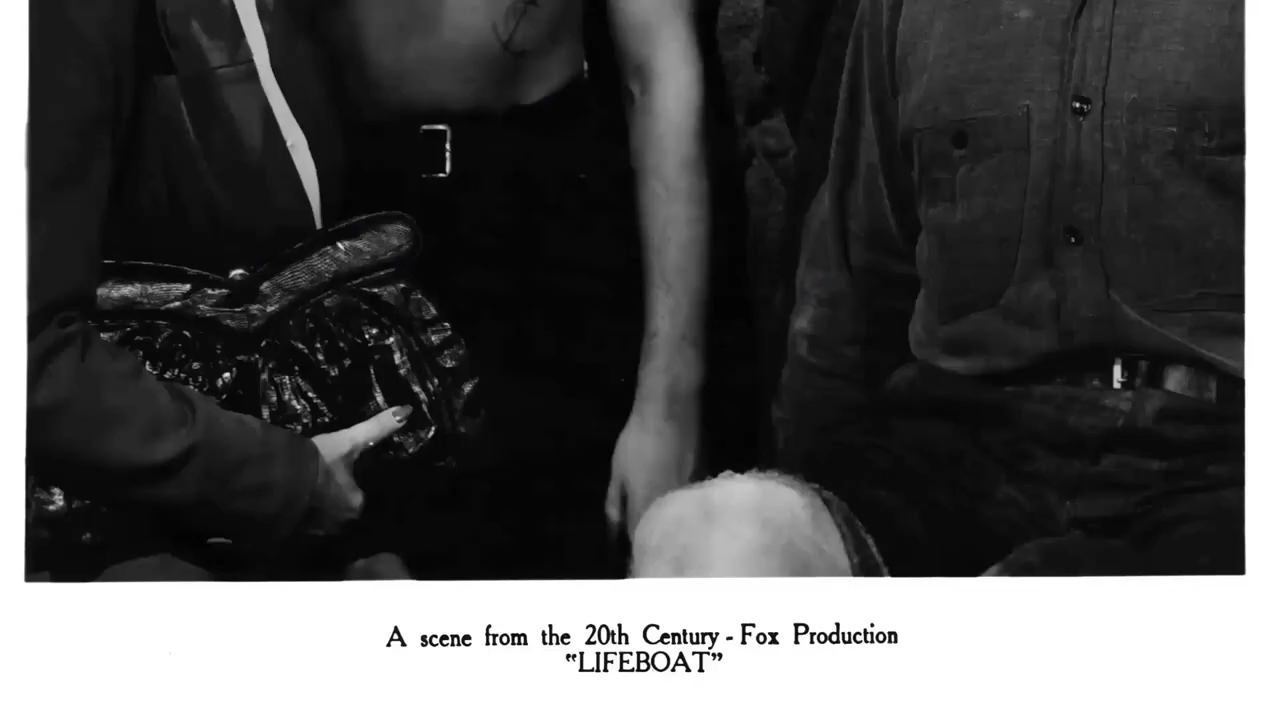 A scene from the 20th Century - Fox Production
"LIFEBOAT"